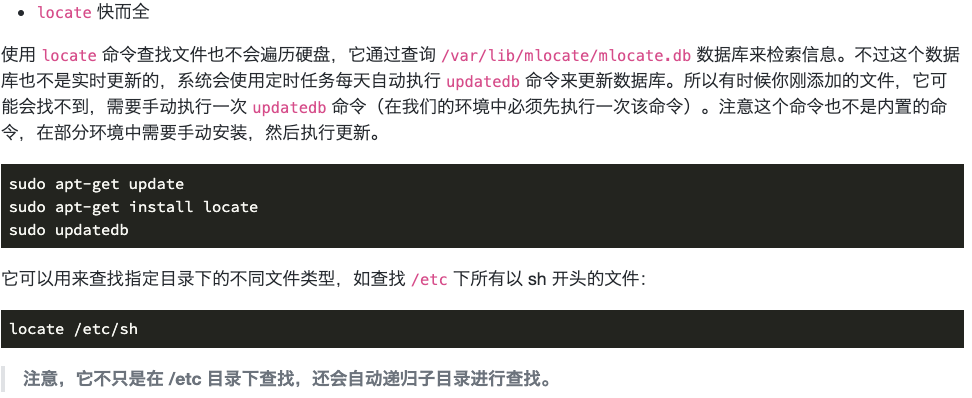 • locate 快而全
使用 locate 命令查找文件也不会遍历硬盘，它通过查询 /var/lib/mlocate/mlocate.db 数据库来检索信息。不过这个数据
库也不是实时更新的，系统会使用定时任务每天自动执行 updatedb 命令来更新数据库。所以有时候你刚添加的文件，它可
能会找不到，需要手动执行一次 updatedb 命令（在我们的环境中必须先执行一次该命令）。注意这个命令也不是内置的命
令，在部分环境中需要手动安装，然后执行更新。
sudo apt-get update
sudo apt-get install locate
sudo updatedb
它可以用来查找指定目录下的不同文件类型，如查找 /etc 下所有以 sh 开头的文件：
locate /etc/sh
注意，它不只是在 /etc 目录下查找，还会自动递归子目录进行查找。